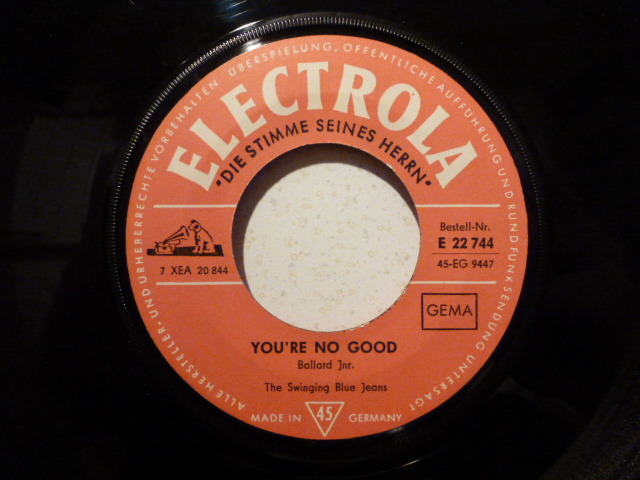 ALLE HERSTELLER- UND URHEBERRECHTE VORBEHALTEN ÜBERSPIELUNG, ÖFFENTLICHE AUFFÜHRUNG UND RUNDFUNKSENDUNG UNTERSAGT
ELECTROLA
"DIE STIMME SEINES HERRN"
7 XEA 20 844
Bestell-Nr.
E 22 744
45-EG 9447
GEMA
YOU'RE NO GOOD
Ballard Jnr.
The Swinging Blue Jeans
MADE IN 45 GERMANY